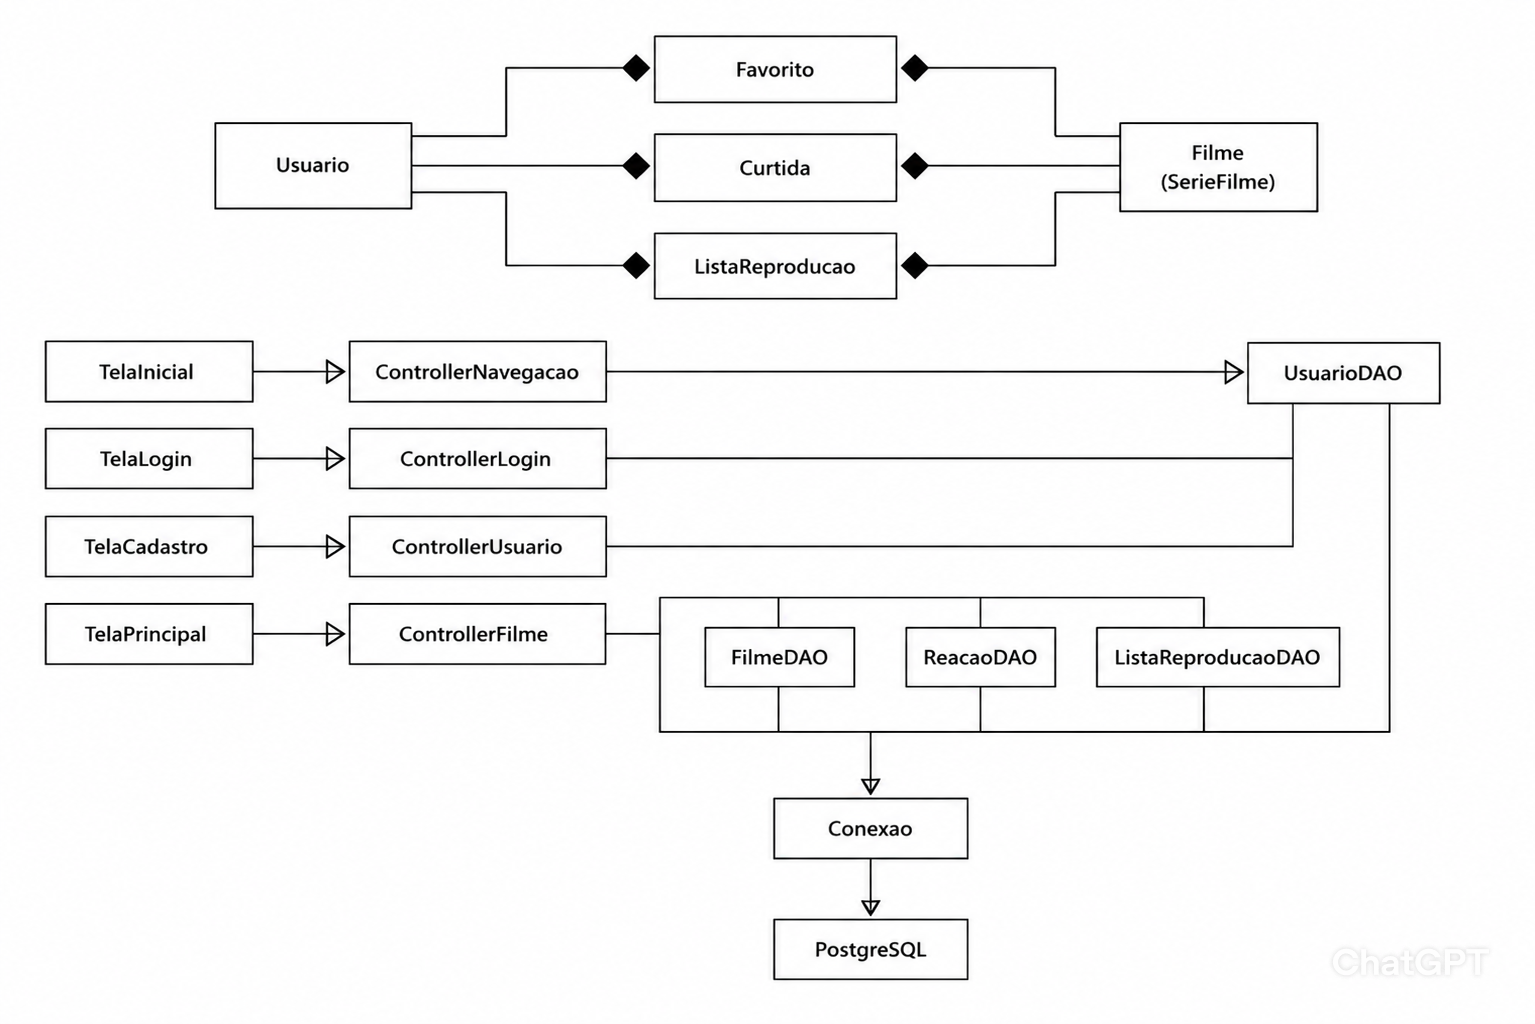 Favorito
Usuario
Curtida
Filme
(SerieFilme)
ListaReproducao
TelaInicial
ControllerNavegacao
UsuarioDAO
TelaLogin
ControllerLogin
TelaCadastro
ControllerUsuario
TelaPrincipal
ControllerFilme
FilmeDAO
ReacaoDAO
ListaReproducaoDAO
Conexao
PostgreSQL
ChatGPT